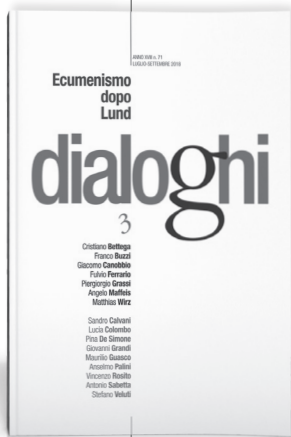 ANNO XVIII n. 71
LUGLIO-SETTEMBRE 2018
Ecumenismo
dopo
Lund
dialoghi
3
Cristiano Bettega
Franco Buzzi
Giacomo Canobbio
Fulvio Ferrario
Piergiorgio Grassi
Angelo Maffeis
Matthias Wirz
Sandro Calvani
Lucia Colombo
Pina De Simone
Giovanni Grandi
Maurilio Guasco
Anselmo Palini
Vincenzo Rosito
Antonio Sabetta
Stefano Veluti